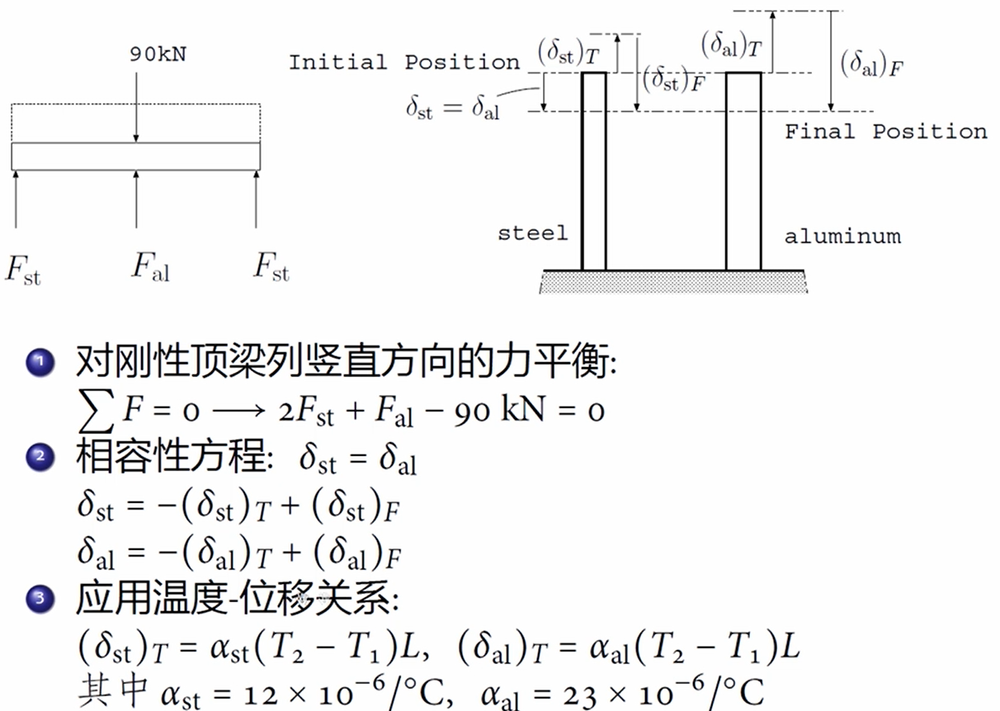 90kN
Initial Position
(δst)T
(δst)F
(δal)T
(δal)F
δst = δal
Final Position
steel
aluminum
Fst
Fal
Fst
1 对刚性顶梁列竖直方向的力平衡:
∑ F = 0 ⟶ 2Fst + Fal − 90 kN = 0
2 相容性方程: δst = δal
δst = −(δst)T + (δst)F
δal = −(δal)T + (δal)F
3 应用温度-位移关系:
(δst)T = αst(T₂ − T₁)L, (δal)T = αal(T₂ − T₁)L
其中 αst = 12 × 10⁻⁶/°C, αal = 23 × 10⁻⁶/°C